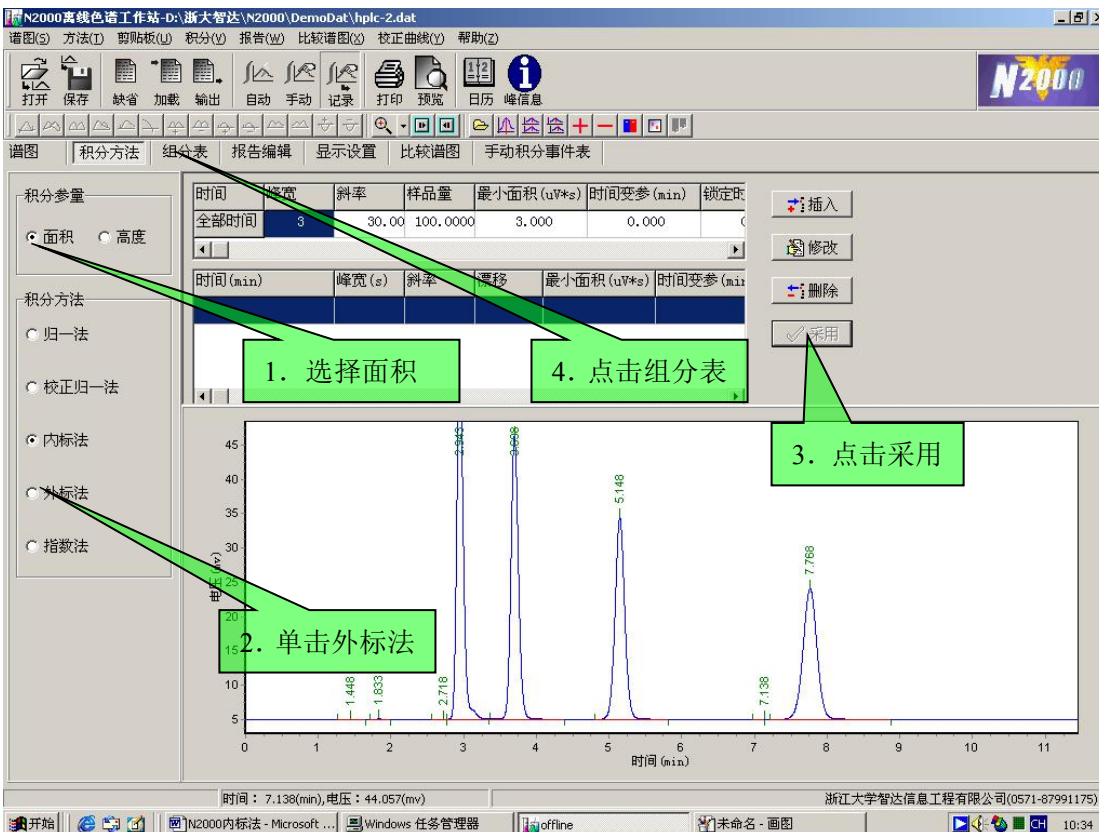 N2000离线色谱工作站-D:\浙大智达\N2000\DemoDat\hplc-2.dat
谱图(S) 方法(T) 剪贴板(U) 积分(V) 报告(W) 比较谱图(X) 校正曲线(Y) 帮助(Z)
打开 保存 缺省 加载 输出 自动 手动 记录 打印 预览 日历 峰信息
N2000
谱图 积分方法 组分表 报告编辑 显示设置 比较谱图 手动积分事件表
积分参量
面积 高度
积分方法
归一法
校正归一法
内标法
外标法
指数法
时间 峰宽 斜率 样品量 最小面积(uV*s) 时间变参(min) 锁定时
全部时间 3 30.00 100.0000 3.000 0.000
时间(min) 峰宽(s) 斜率 漂移 最小面积(uV*s) 时间变参(min
插入
修改
删除
采用
1. 选择面积
4. 点击组分表
3. 点击采用
2. 单击外标法
电压(mv)
45
40
35
30
25
20
15
10
5
1.448
1.833
2.718
2.943
3.698
5.148
7.138
7.768
0 1 2 3 4 5 6 7 8 9 10 11
时间(min)
时间: 7.138(min),电压:44.057(mv)
浙江大学智达信息工程有限公司(0571-87991175)
开始 N2000内标法 - Microsoft ... Windows 任务管理器 offline 未命名 - 画图 CH 10:34